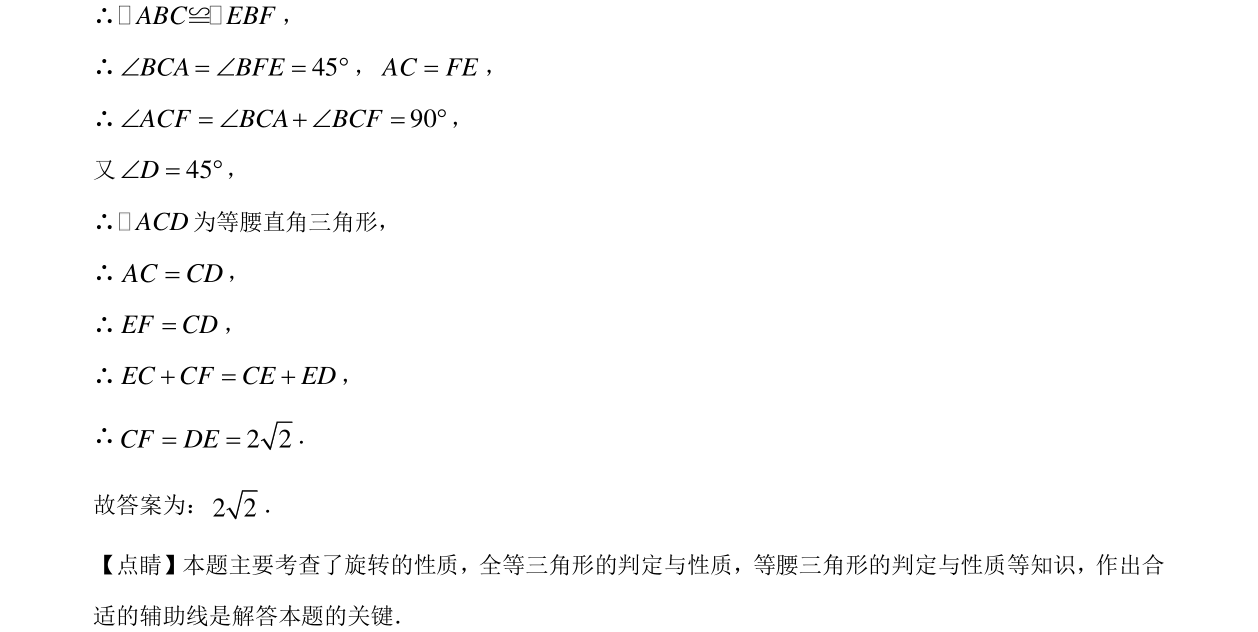 ∴□ABC≌□EBF，
∴∠BCA=∠BFE=45°，AC=FE，
∴∠ACF=∠BCA+∠BCF=90°，
又∠D=45°，
∴□ACD为等腰直角三角形，
∴AC=CD，
∴EF=CD，
∴EC+CF=CE+ED，
∴CF=DE=2√2．
故答案为：2√2．
【点睛】本题主要考查了旋转的性质，全等三角形的判定与性质，等腰三角形的判定与性质等知识，作出合
适的辅助线是解答本题的关键．